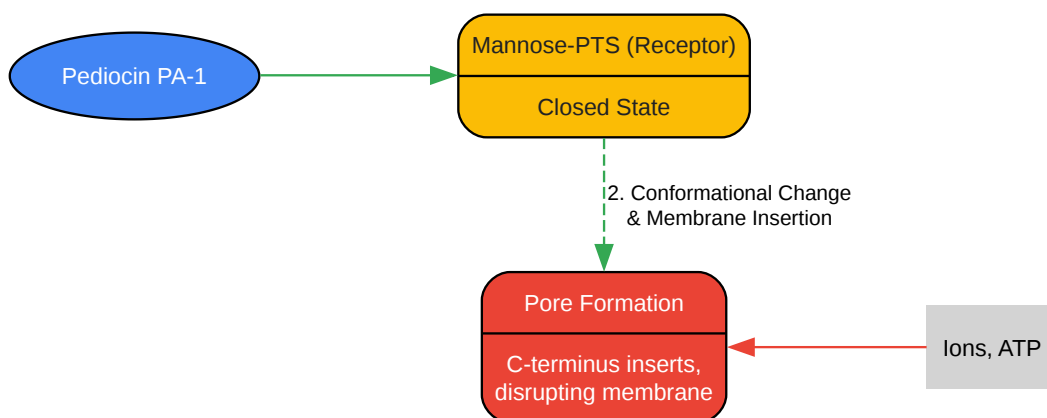 Pediocin PA-1
Mannose-PTS (Receptor)
Closed State
2. Conformational Change
& Membrane Insertion
Pore Formation
C-terminus inserts,
disrupting membrane
Ions, ATP